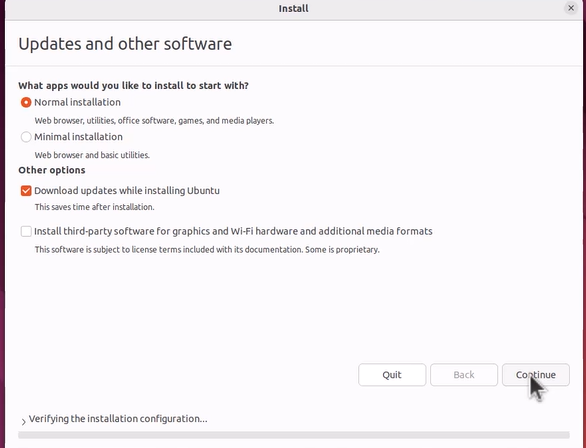 Install
Updates and other software
What apps would you like to install to start with?
Normal installation
Web browser, utilities, office software, games, and media players.
Minimal installation
Web browser and basic utilities.
Other options
Download updates while installing Ubuntu
This saves time after installation.
Install third-party software for graphics and Wi-Fi hardware and additional media formats
This software is subject to license terms included with its documentation. Some is proprietary.
Quit Back Continue
Verifying the installation configuration...